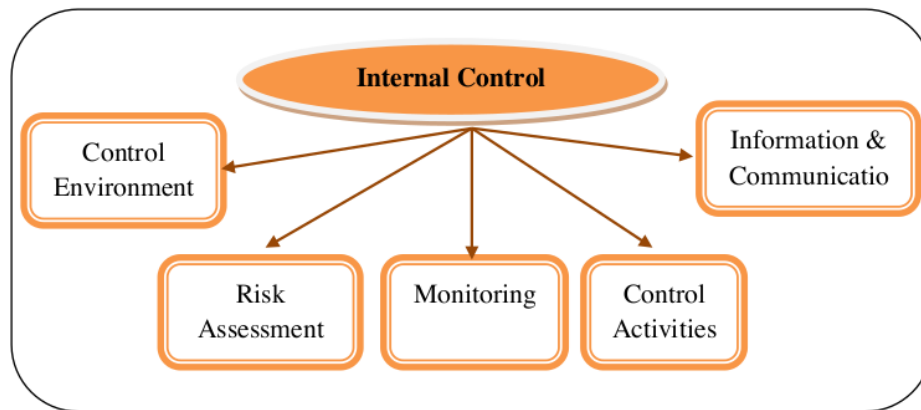 Internal Control
Control
Environment
Information &
Communicatio
Risk
Assessment
Monitoring
Control
Activities